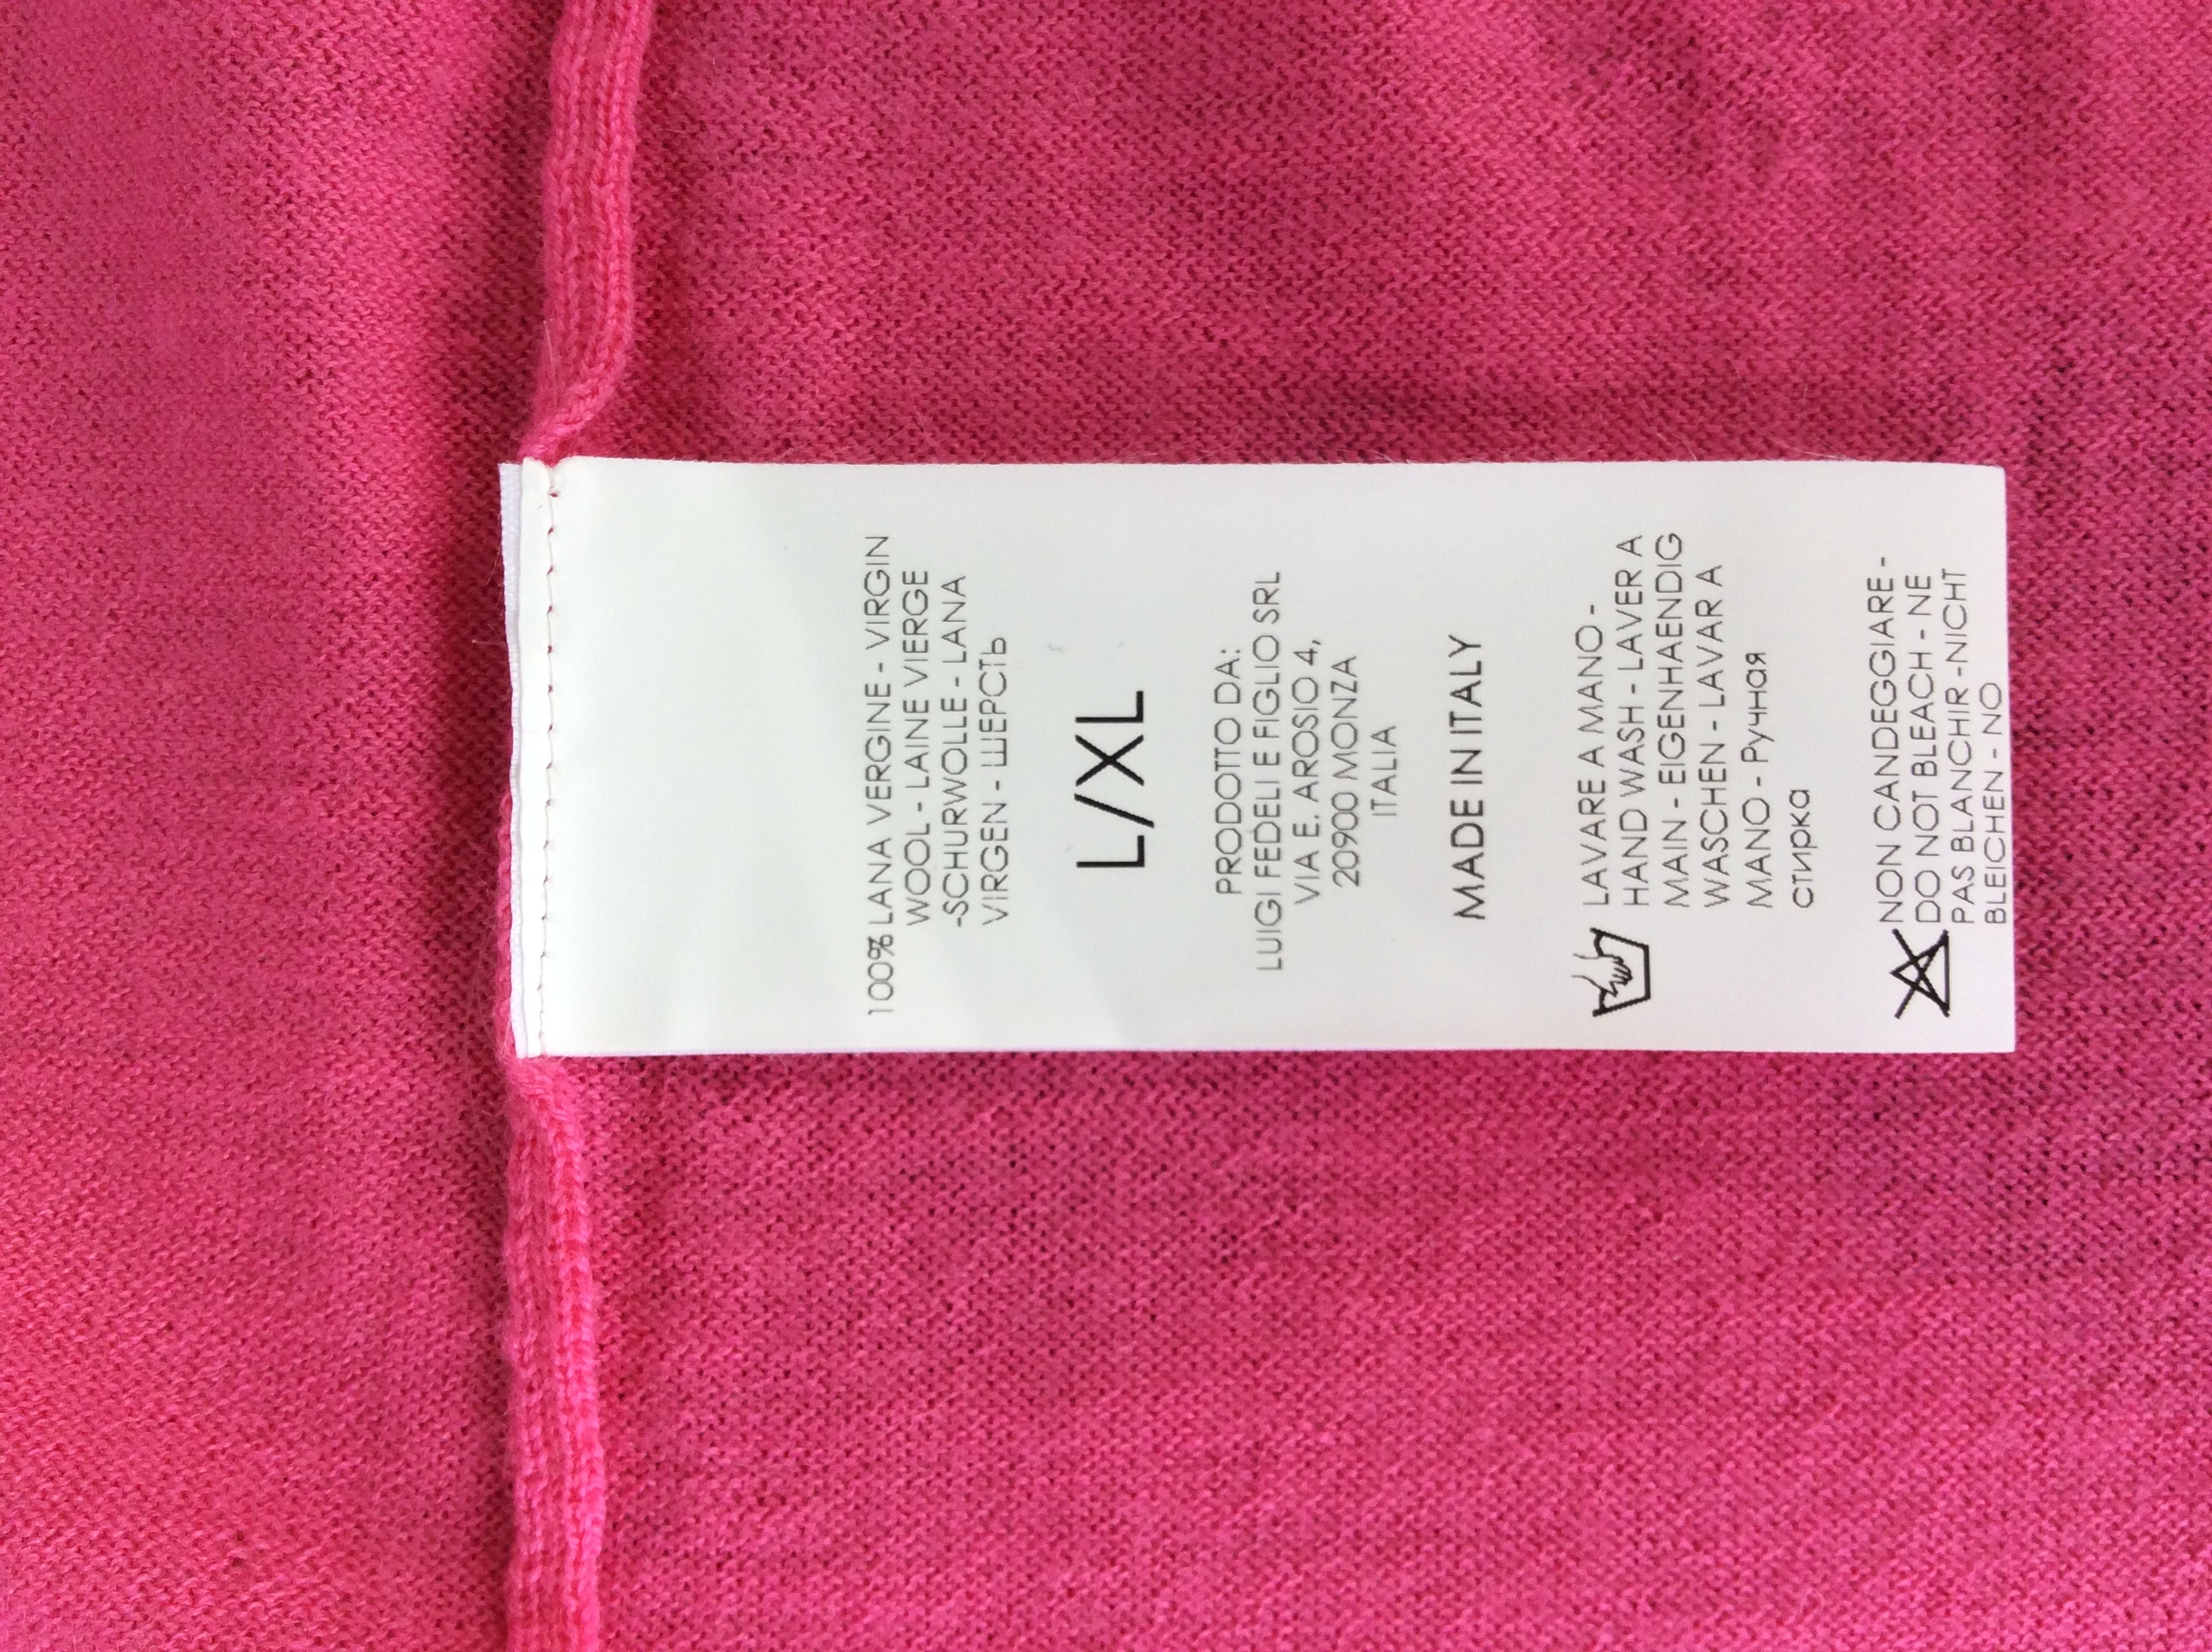 100% LANA VERGINE - VIRGIN
WOOL - LAINE VIERGE
-SCHURWOLLE - LANA
VIRGEN - ШЕРСТЬ
L/XL
PRODOTTO DA:
LUIGI FEDELI E FIGLIO SRL
VIA E. AROSIO 4,
20900 MONZA
ITALIA
MADE IN ITALY
LAVARE A MANO -
HAND WASH - LAVER A
MAIN - EIGENHAENDIG
WASCHEN - LAVAR A
MANO - Ручная
стирка
NON CANDEGGIARE -
DO NOT BLEACH - NE
PAS BLANCHIR -NICHT
BLEICHEN - NO